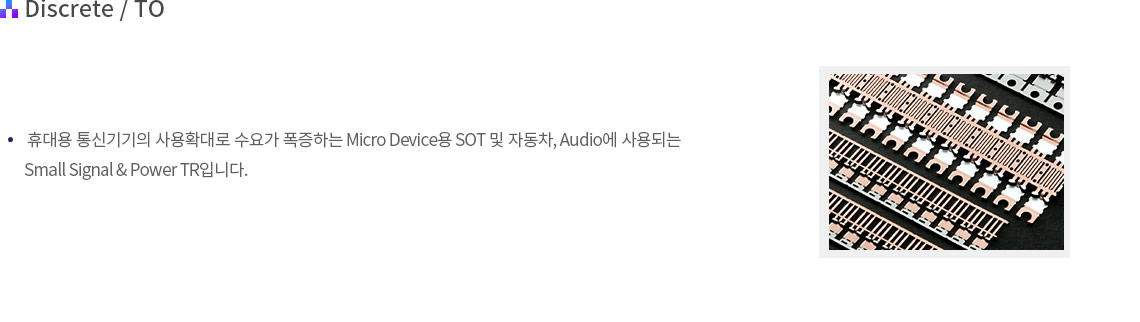 Discrete / TO
• 휴대용 통신기기의 사용확대로 수요가 폭증하는 Micro Device용 SOT 및 자동차, Audio에 사용되는
Small Signal & Power TR입니다.